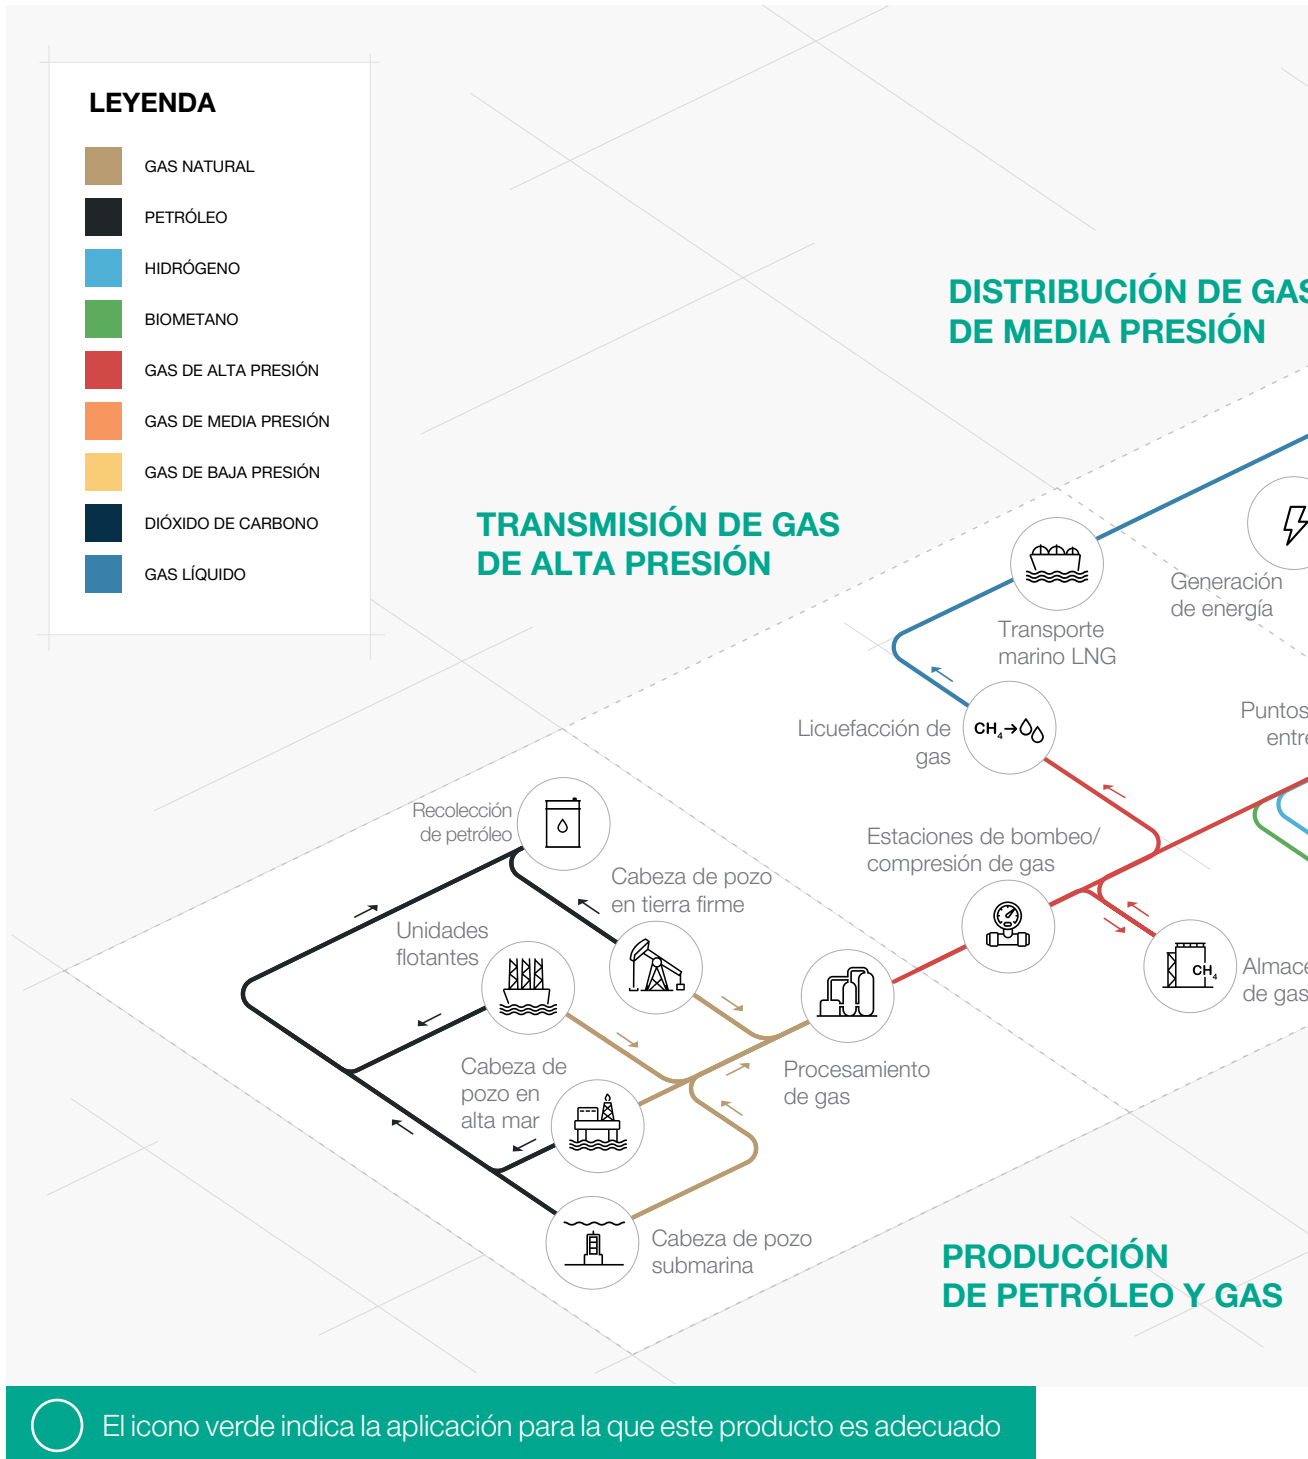 LEYENDA
GAS NATURAL
PETRÓLEO
HIDRÓGENO
BIOMETANO
GAS DE ALTA PRESIÓN
GAS DE MEDIA PRESIÓN
GAS DE BAJA PRESIÓN
DIÓXIDO DE CARBONO
GAS LÍQUIDO
DISTRIBUCIÓN DE GAS
DE MEDIA PRESIÓN
TRANSMISIÓN DE GAS
DE ALTA PRESIÓN
Generación
de energía
Transporte
marino LNG
Licuefacción de
gas
CH₄→
Puntos
entre
Recolección
de petróleo
Estaciones de bombeo/
compresión de gas
Cabeza de pozo
en tierra firme
Unidades
flotantes
CH₄
Almace
de gas
Cabeza de
pozo en
alta mar
Procesamiento
de gas
Cabeza de pozo
submarina
PRODUCCIÓN
DE PETRÓLEO Y GAS
El icono verde indica la aplicación para la que este producto es adecuado